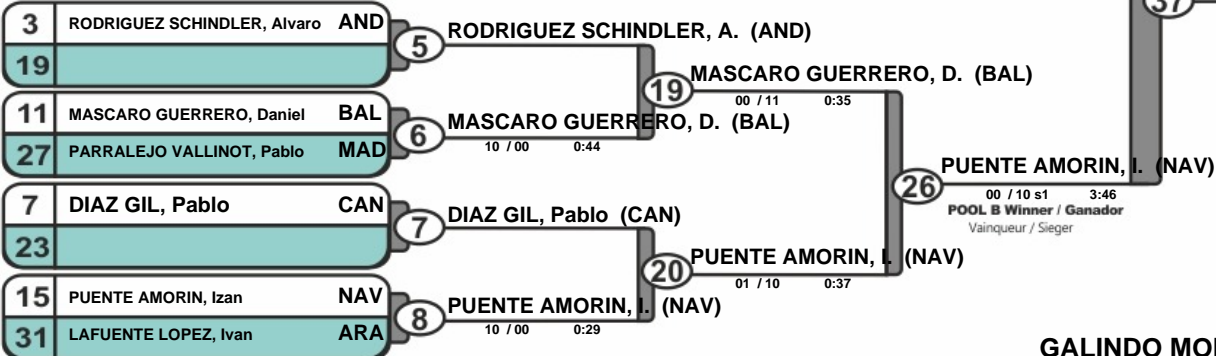 37
3 RODRIGUEZ SCHINDLER, Alvaro AND
19
5 RODRIGUEZ SCHINDLER, A. (AND)
19 MASCARO GUERRERO, D. (BAL)
00 / 11 0:35
11 MASCARO GUERRERO, Daniel BAL
27 PARRALEJO VALLINOT, Pablo MAD
6 MASCARO GUERRERO, D. (BAL)
10 / 00 0:44
26 PUENTE AMORIN, I. (NAV)
00 / 10 s1 3:46
POOL B Winner / Ganador
Vainqueur / Sieger
7 DIAZ GIL, Pablo CAN
23
7 DIAZ GIL, Pablo (CAN)
20 PUENTE AMORIN, I. (NAV)
01 / 10 0:37
15 PUENTE AMORIN, Izan NAV
31 LAFUENTE LOPEZ, Ivan ARA
8 PUENTE AMORIN, I. (NAV)
10 / 00 0:29
GALINDO